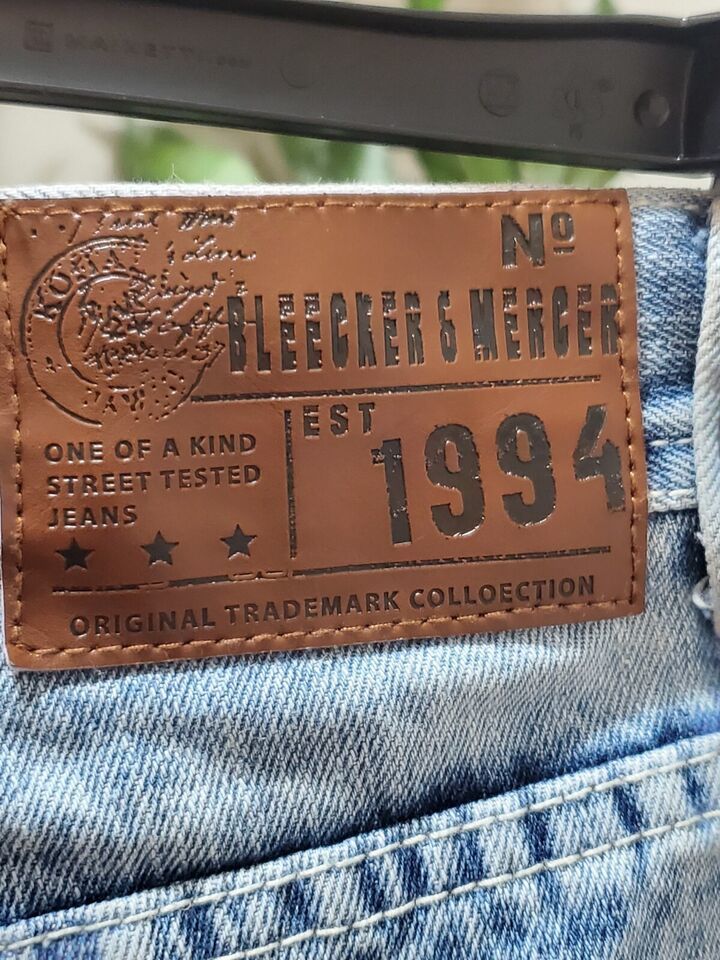 Nº
BLEECKER & MERCER
EST
1994
ONE OF A KIND
STREET TESTED
JEANS
ORIGINAL TRADEMARK COLLOECTION